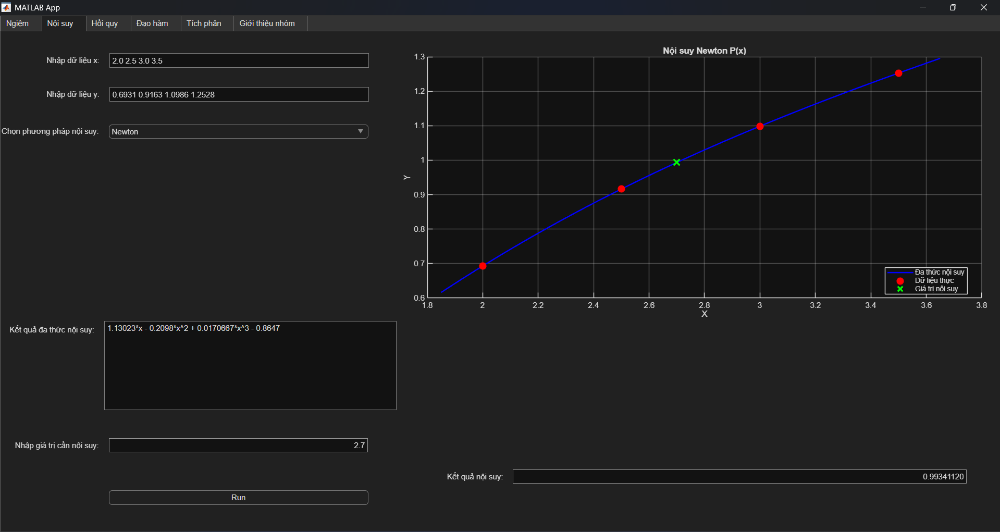 MATLAB App
Ngiệm Nội suy Hồi quy Đạo hàm Tích phân Giới thiệu nhóm
Nhập dữ liệu x: 2.0 2.5 3.0 3.5
Nhập dữ liệu y: 0.6931 0.9163 1.0986 1.2528
Chọn phương pháp nội suy: Newton
Kết quả đa thức nội suy: 1.13023*x - 0.2098*x^2 + 0.0170667*x^3 - 0.8647
Nhập giá trị cần nội suy: 2.7
Run
Nội suy Newton P(x)
1.3
1.2
1.1
1
0.9
0.8
0.7
0.6
Y
1.8 2 2.2 2.4 2.6 2.8 3 3.2 3.4 3.6 3.8
X
Đa thức nội suy
Dữ liệu thực
Giá trị nội suy
Kết quả nội suy: 0.99341120